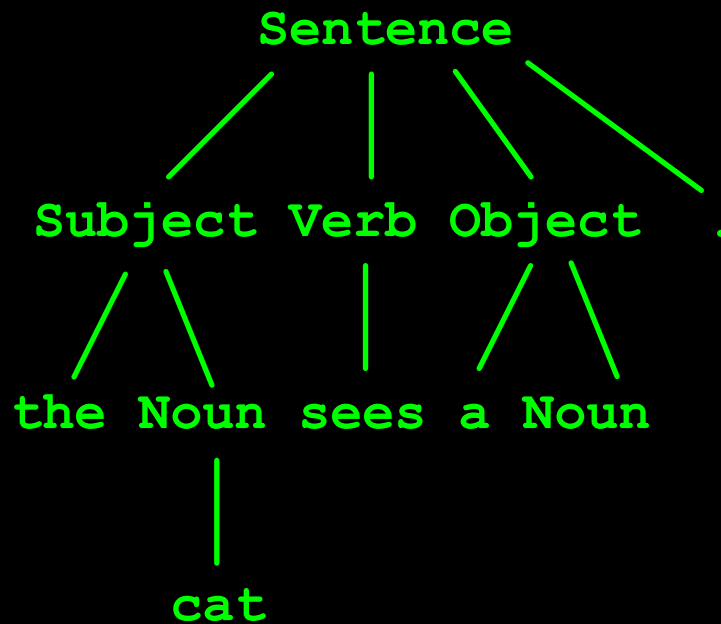 Sentence
Subject Verb Object .
the Noun sees a Noun
cat